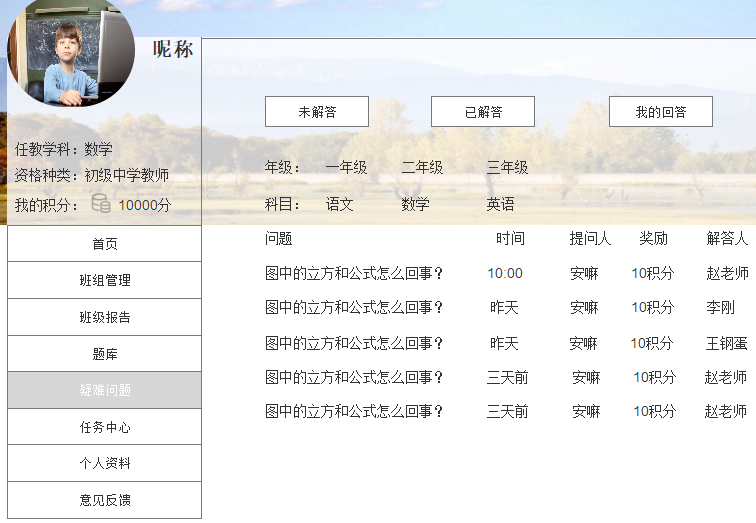 昵称
任教学科：数学
资格种类：初级中学教师
我的积分： 10000分
首页
班组管理
班级报告
题库
疑难问题
任务中心
个人资料
意见反馈
未解答 已解答 我的回答
年级： 一年级 二年级 三年级
科目： 语文 数学 英语
问题 时间 提问人 奖励 解答人
图中的立方和公式怎么回事？ 10:00 安嘛 10积分 赵老师
图中的立方和公式怎么回事？ 昨天 安嘛 10积分 李刚
图中的立方和公式怎么回事？ 昨天 安嘛 10积分 王钢蛋
图中的立方和公式怎么回事？ 三天前 安嘛 10积分 赵老师
图中的立方和公式怎么回事？ 三天前 安嘛 10积分 赵老师